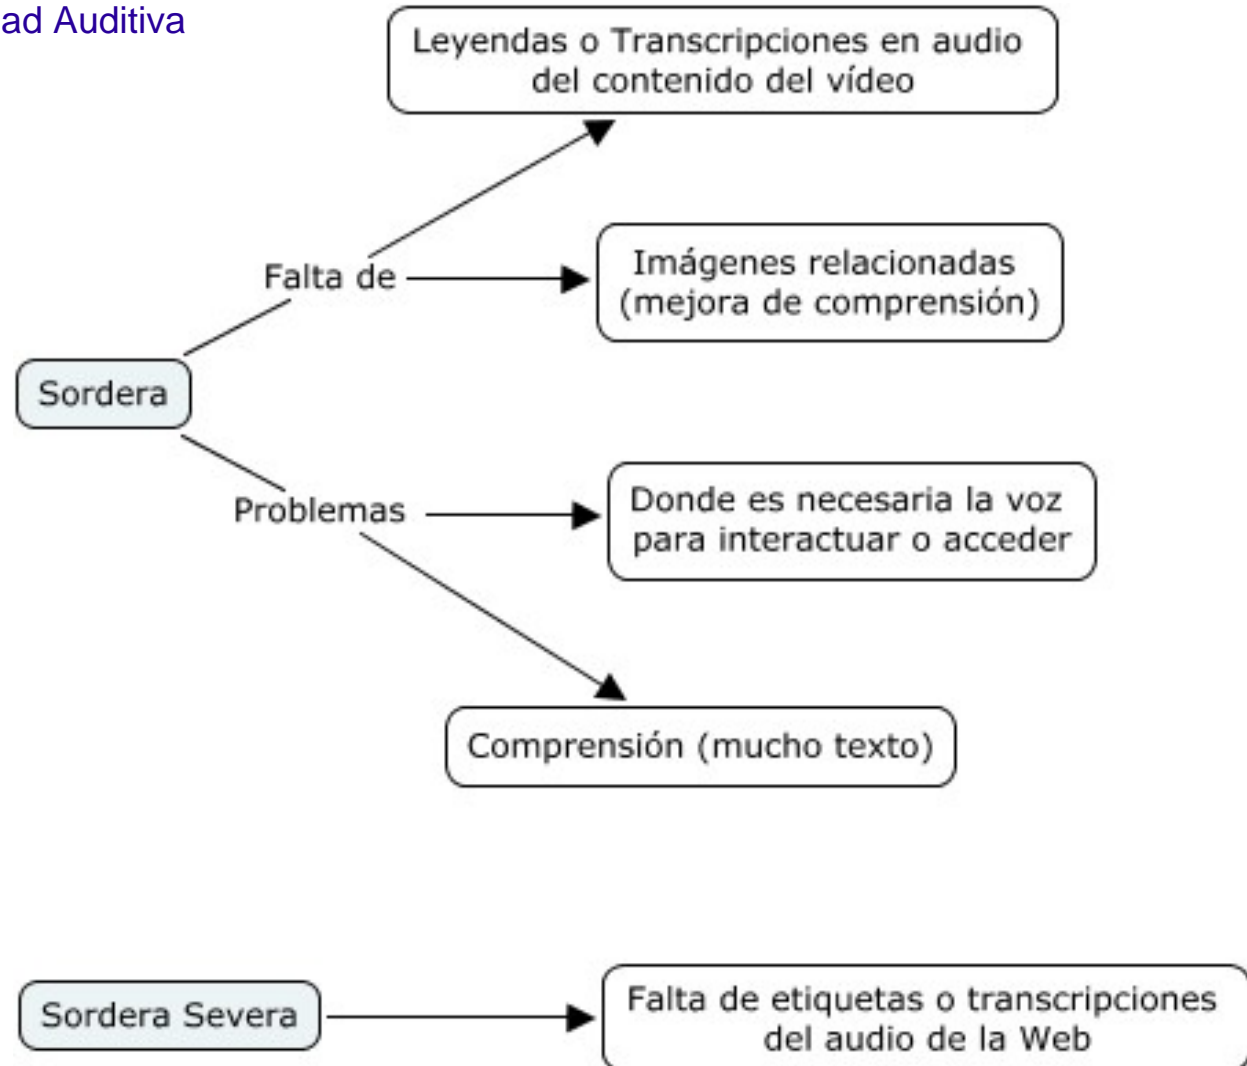 ad Auditiva
Leyendas o Transcripciones en audio
del contenido del vídeo
Falta de
Imágenes relacionadas
(mejora de comprensión)
Sordera
Problemas
Donde es necesaria la voz
para interactuar o acceder
Comprensión (mucho texto)
Sordera Severa
Falta de etiquetas o transcripciones
del audio de la Web